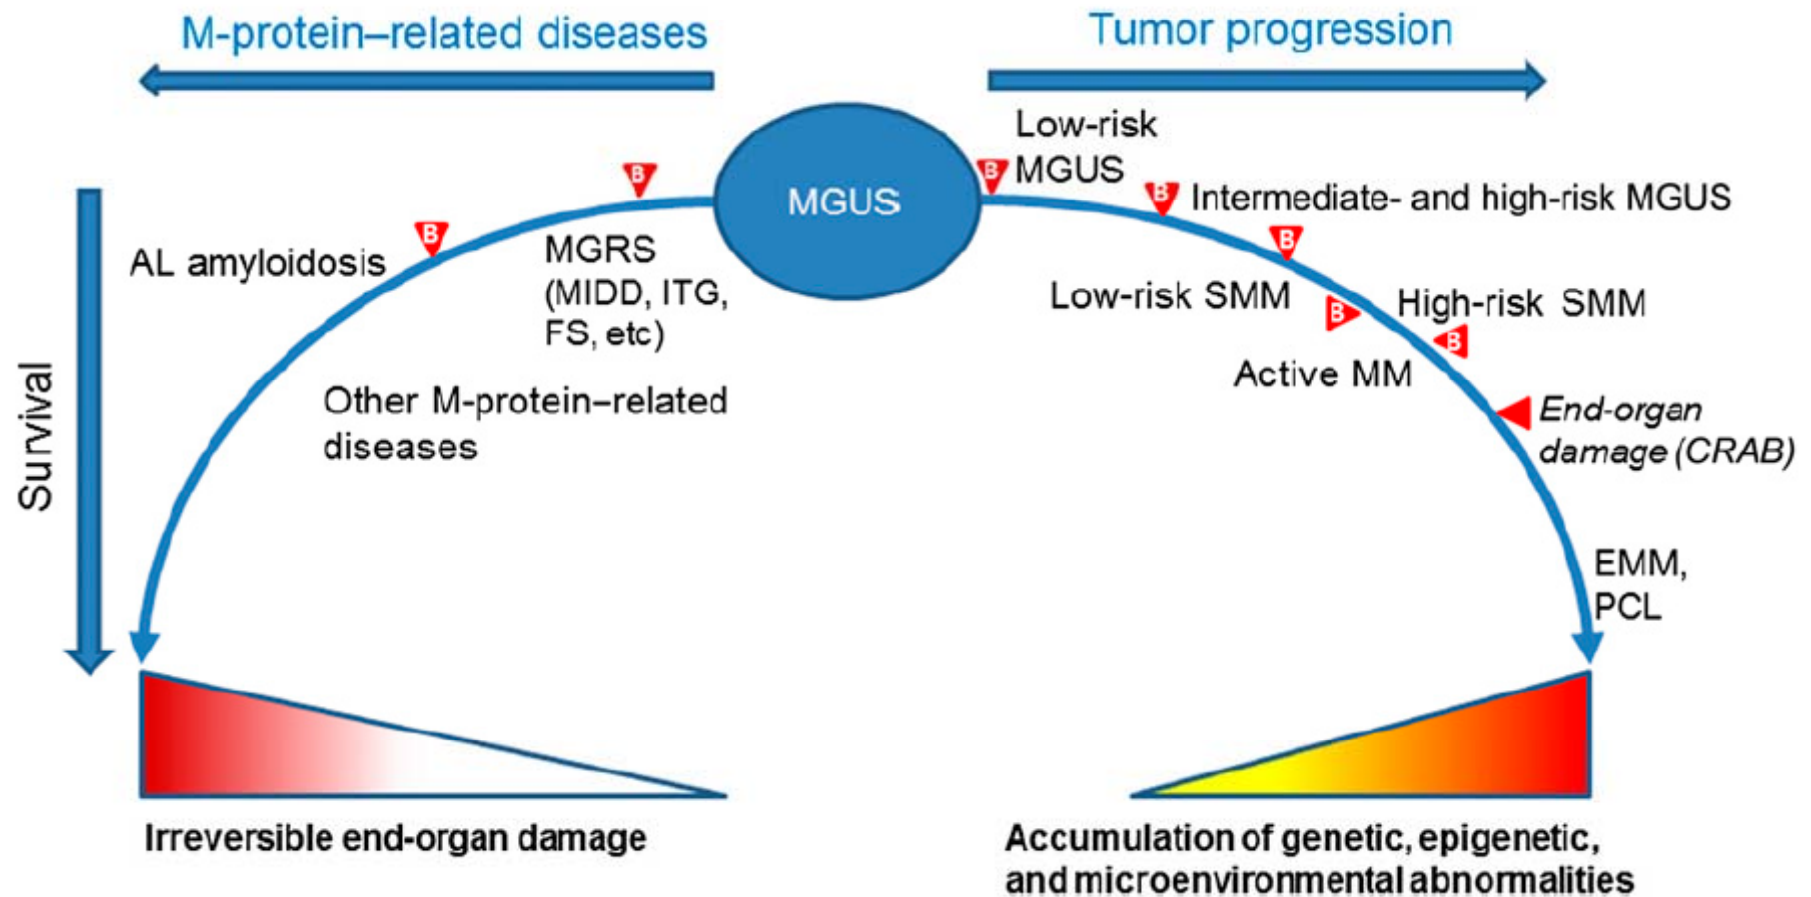 M-protein–related diseases
Tumor progression
Low-risk
MGUS
B
B
B
Intermediate- and high-risk MGUS
MGUS
B
B
AL amyloidosis
MGRS
(MIDD, ITG,
FS, etc)
Low-risk SMM
B
High-risk SMM
B
Active MM
Other M-protein–related
diseases
End-organ
damage (CRAB)
Survival
EMM,
PCL
Irreversible end-organ damage
Accumulation of genetic, epigenetic,
and microenvironmental abnormalities